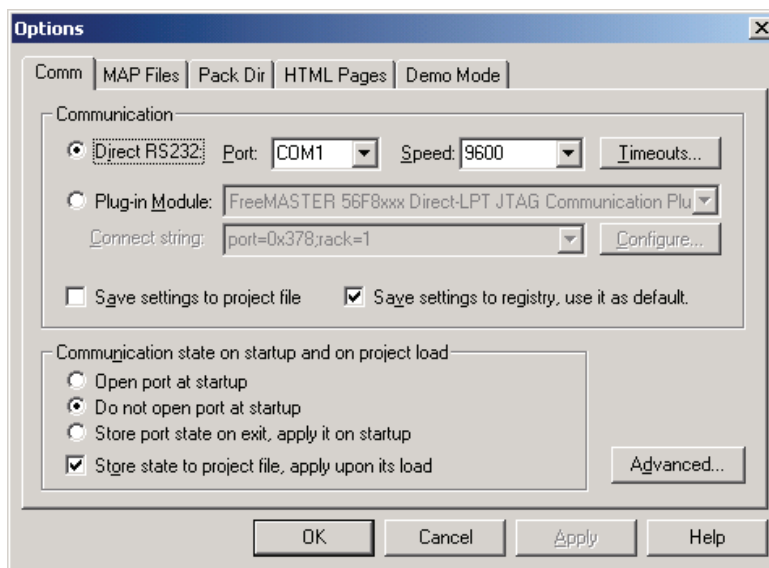 Options
Comm MAP Files Pack Dir HTML Pages Demo Mode
Communication
Direct RS232: Port: COM1 Speed: 9600 Timeouts...
Plug-in Module: FreeMASTER 56F8xxx Direct-LPT JTAG Communication Plu
Connect string: port=0x378;rack=1 Configure...
Save settings to project file Save settings to registry, use it as default.
Communication state on startup and on project load
Open port at startup
Do not open port at startup
Store port state on exit, apply it on startup
Store state to project file, apply upon its load
Advanced...
OK Cancel Apply Help